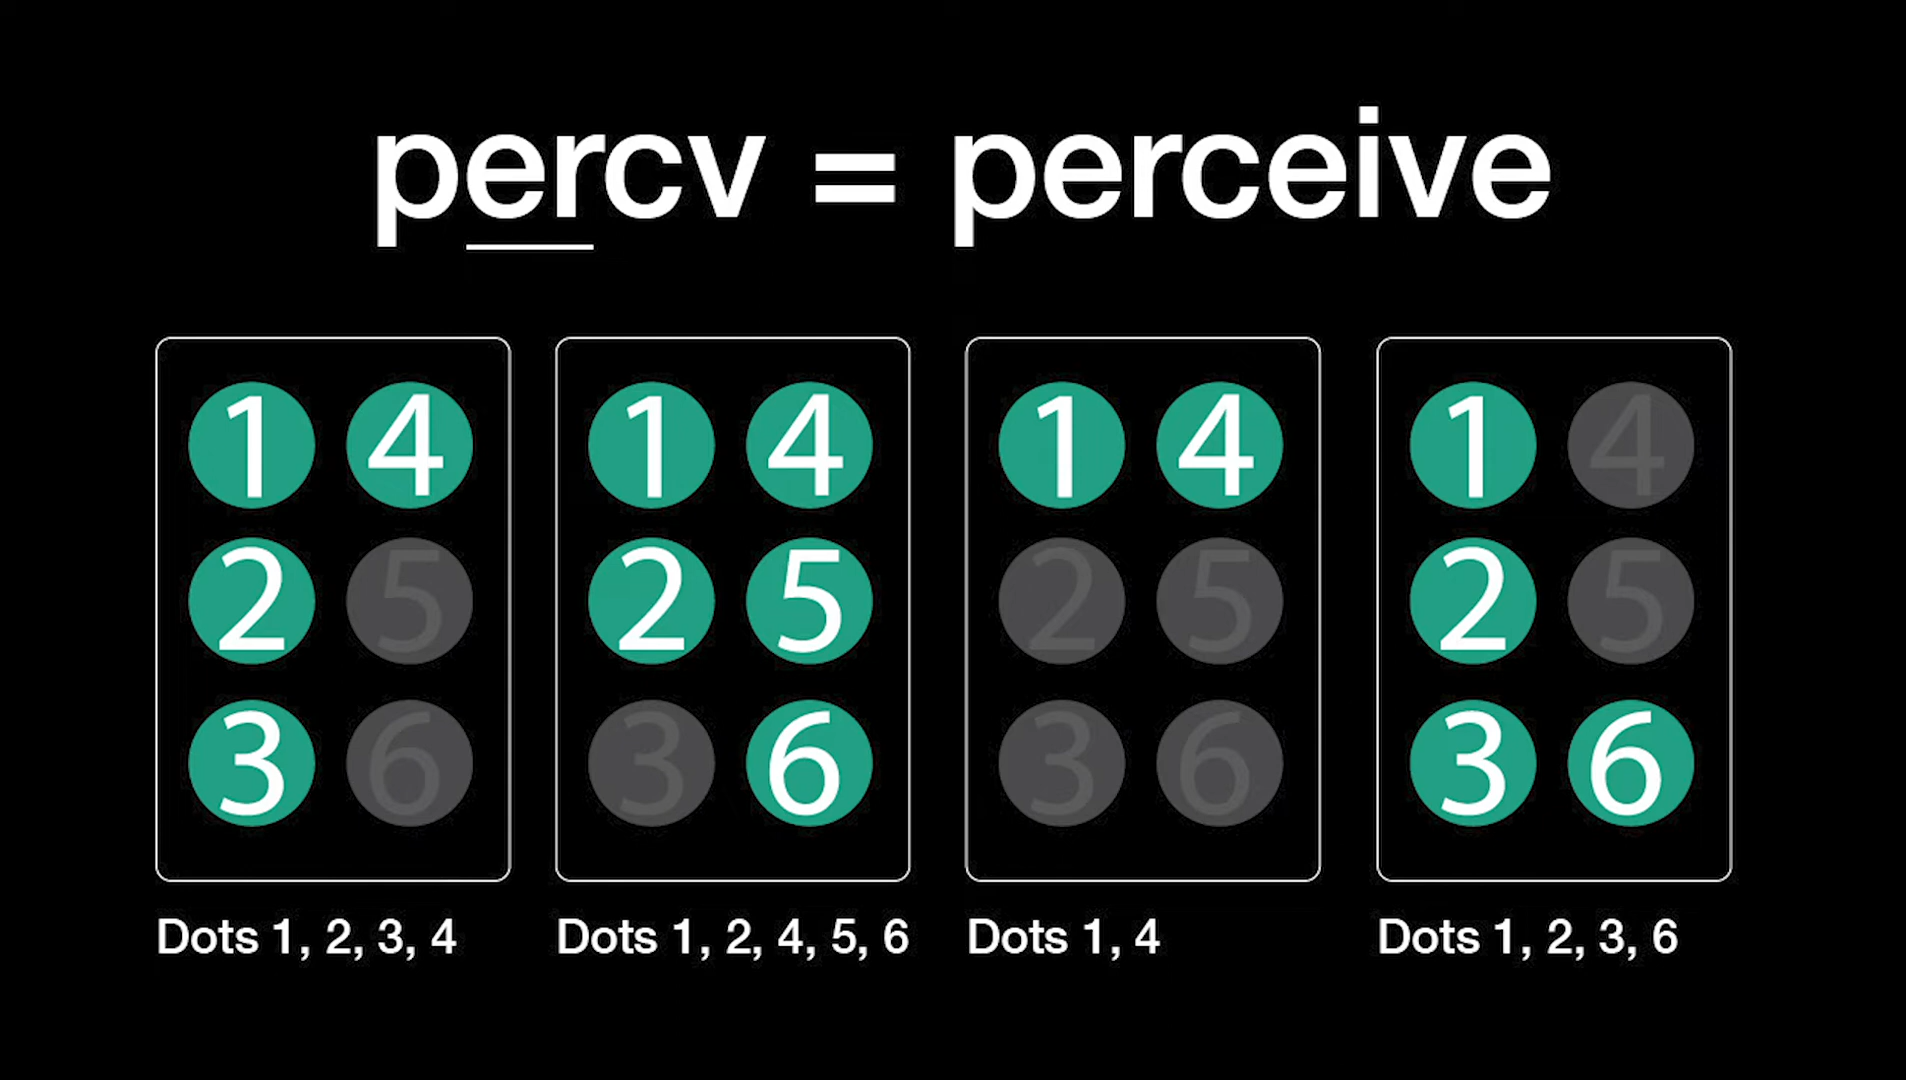 percv = perceive
1 4 1 4 1 4 1 4
2 5 2 5 2 5 2 5
3 6 3 6 3 6 3 6
Dots 1, 2, 3, 4 Dots 1, 2, 4, 5, 6 Dots 1, 4 Dots 1, 2, 3, 6